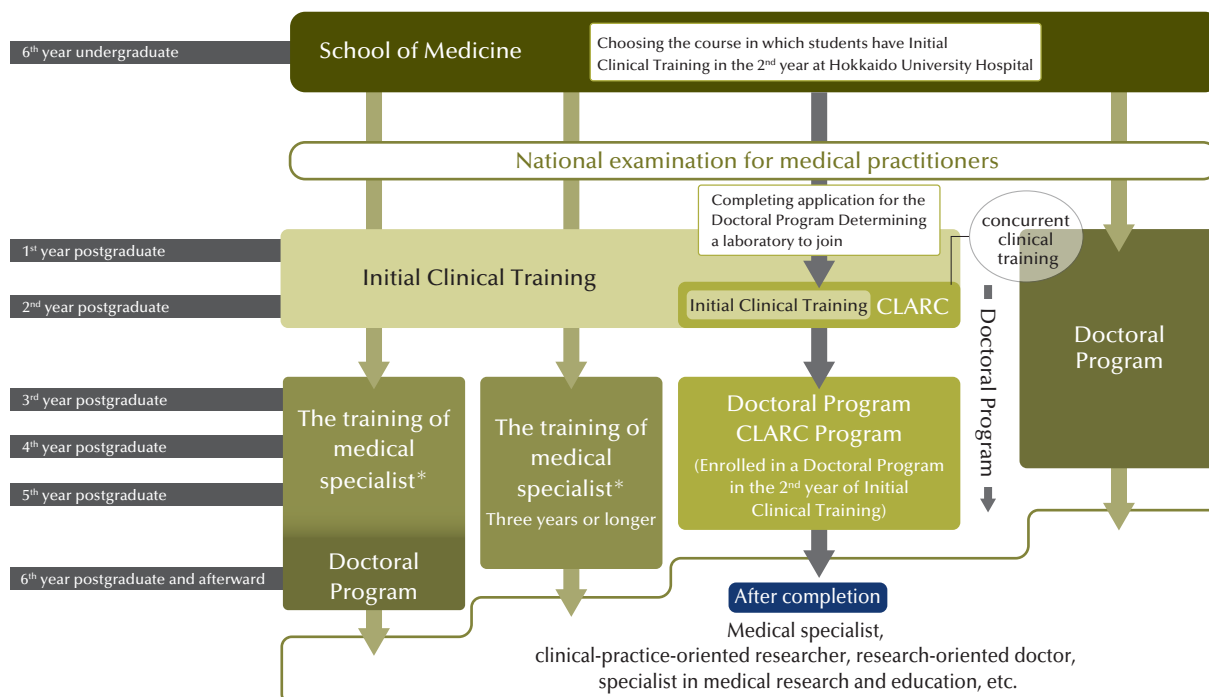 6th year undergraduate
School of Medicine
Choosing the course in which students have Initial
Clinical Training in the 2nd year at Hokkaido University Hospital
National examination for medical practitioners
Completing application for the
Doctoral Program Determining
a laboratory to join
concurrent
clinical
training
1st year postgraduate
Initial Clinical Training
2nd year postgraduate
Initial Clinical Training
CLARC
Doctoral Program
Doctoral
Program
3rd year postgraduate
4th year postgraduate
5th year postgraduate
6th year postgraduate and afterward
The training of
medical
specialist*
Doctoral
Program
The training of
medical
specialist*
Three years or longer
Doctoral Program
CLARC Program
(Enrolled in a Doctoral Program
in the 2nd year of Initial
Clinical Training)
After completion
Medical specialist,
clinical-practice-oriented researcher, research-oriented doctor,
specialist in medical research and education, etc.